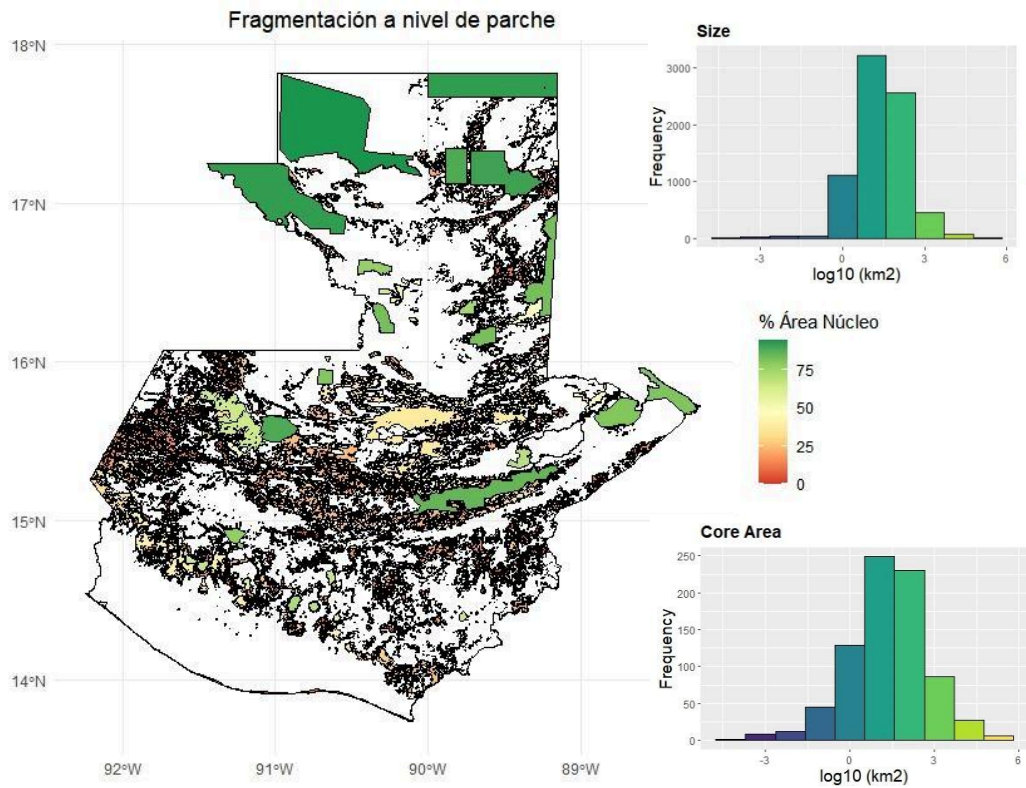 Fragmentación a nivel de parche
18°N
17°N
16°N
15°N
14°N
92°W
91°W
90°W
89°W
Size
Frequency
3000
1000
0
-3
0
3
6
log10 (km2)
% Área Núcleo
75
50
25
0
Core Area
Frequency
250
200
150
100
50
0
-3
0
3
6
log10 (km2)